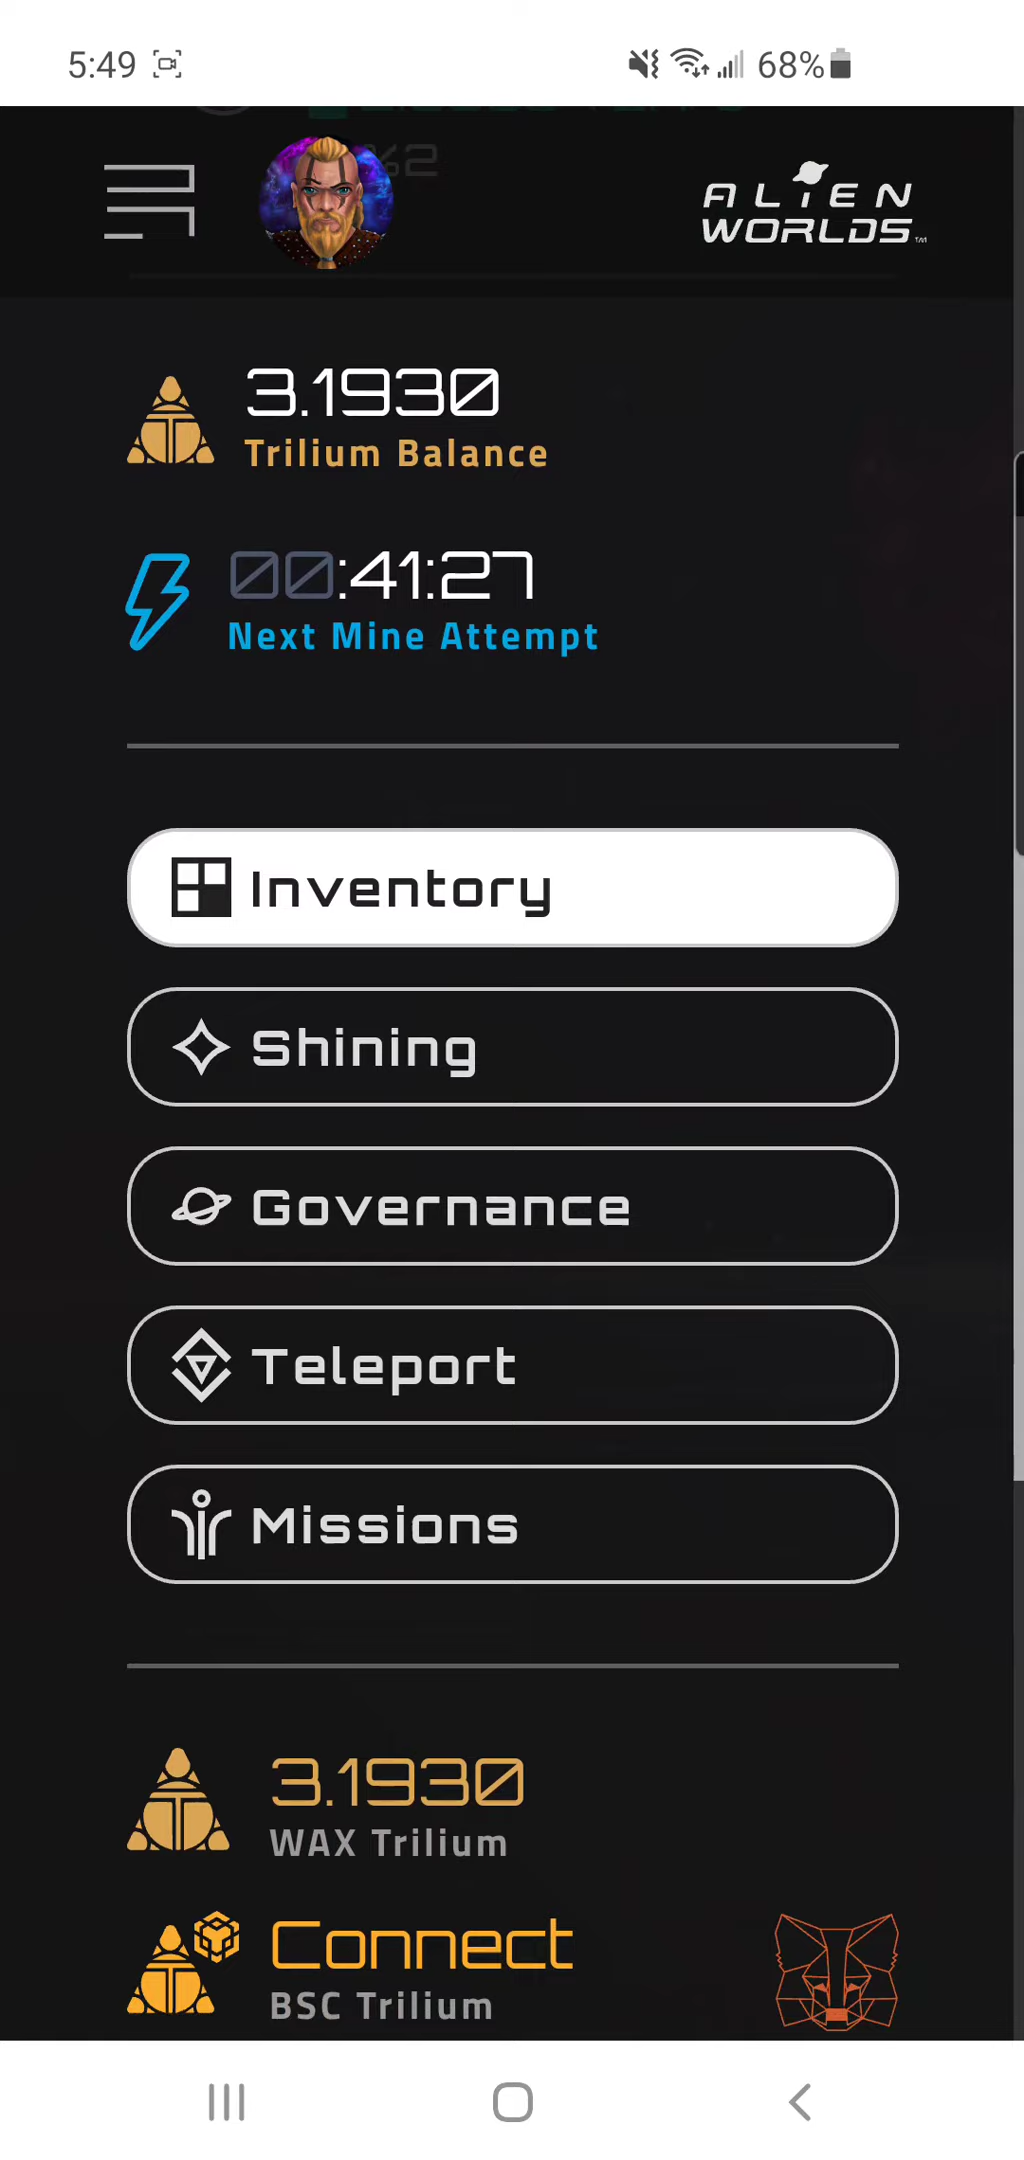 5:49
68%
ALIEN
WORLDS™
3.1930
Trilium Balance
00:41:27
Next Mine Attempt
Inventory
Shining
Governance
Teleport
Missions
3.1930
WAX Trilium
Connect
BSC Trilium